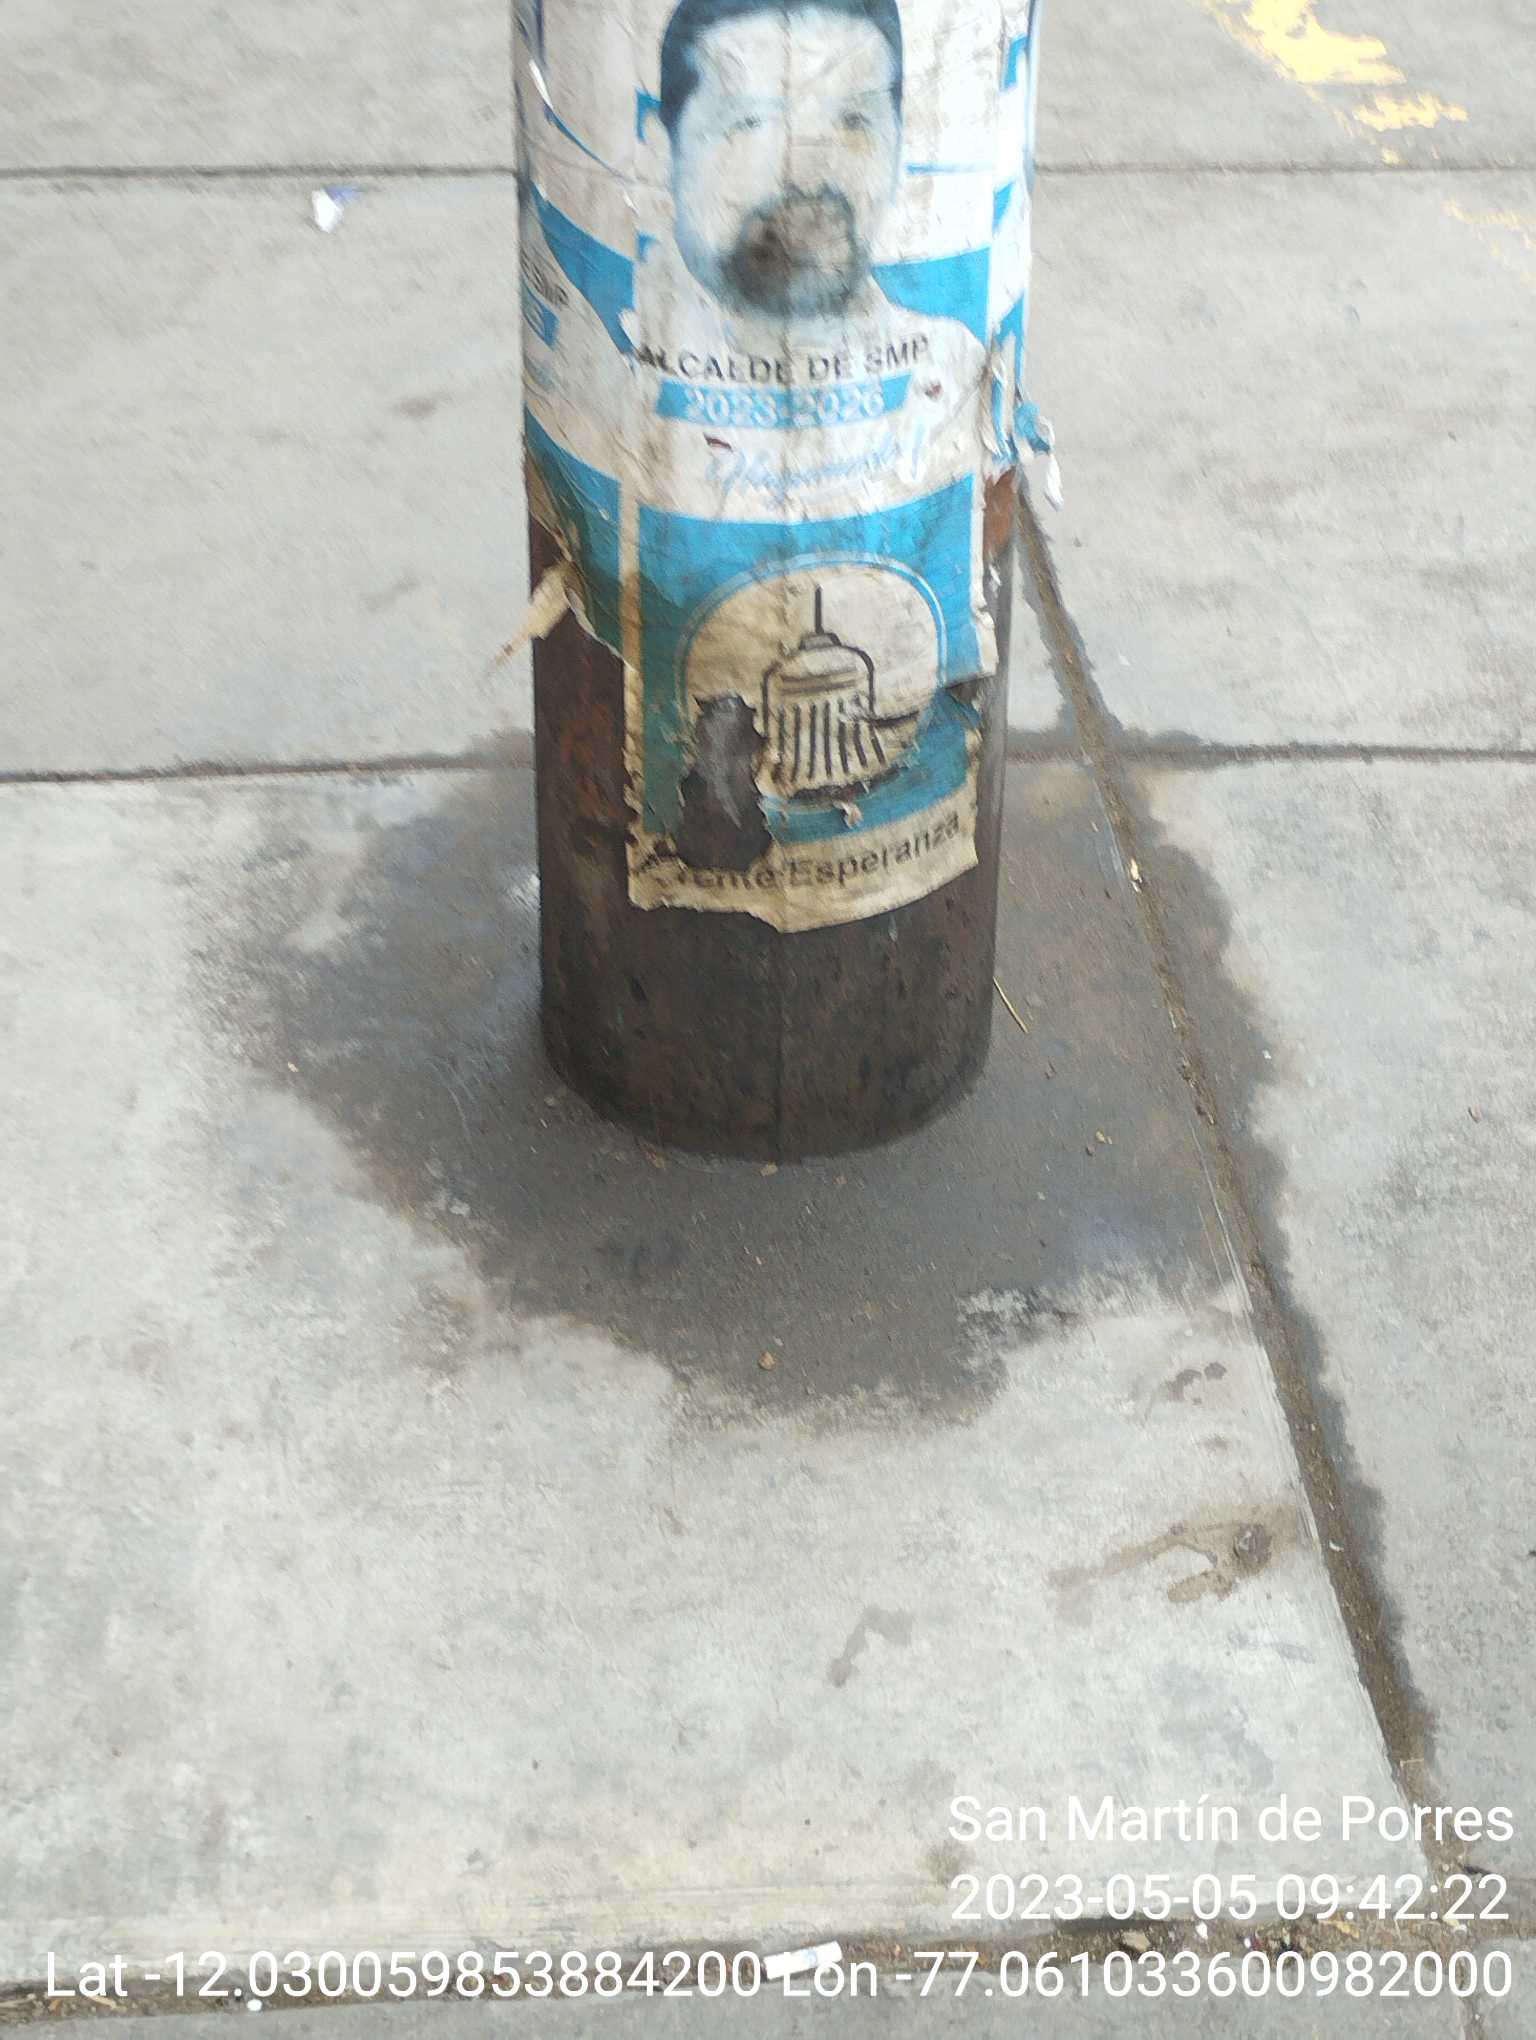 SMP
ALCALDE DE SMP
2023-2026
Esperanza
San Martín de Porres
2023-05-05 09:42:22
Lat -12.030059853884200 Lon -77.061033600982000